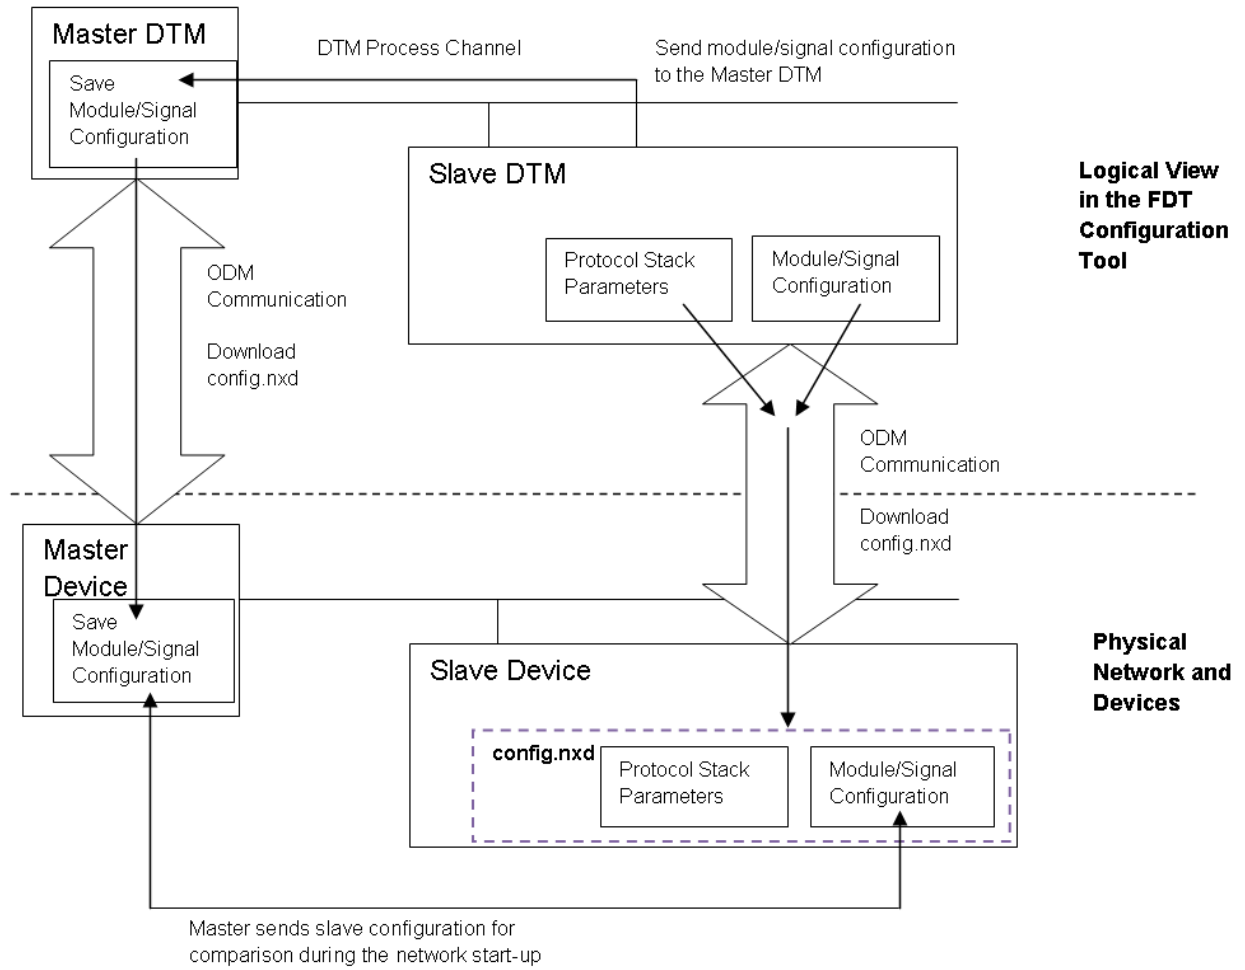 Master DTM
Save
Module/Signal
Configuration
DTM Process Channel
Send module/signal configuration
to the Master DTM
Slave DTM
Protocol Stack
Parameters
Module/Signal
Configuration
Logical View
in the FDT
Configuration
Tool
ODM
Communication
Download
config.nxd
ODM
Communication
Download
config.nxd
Master
Device
Save
Module/Signal
Configuration
Slave Device
config.nxd
Protocol Stack
Parameters
Module/Signal
Configuration
Physical
Network and
Devices
Master sends slave configuration for
comparison during the network start-up